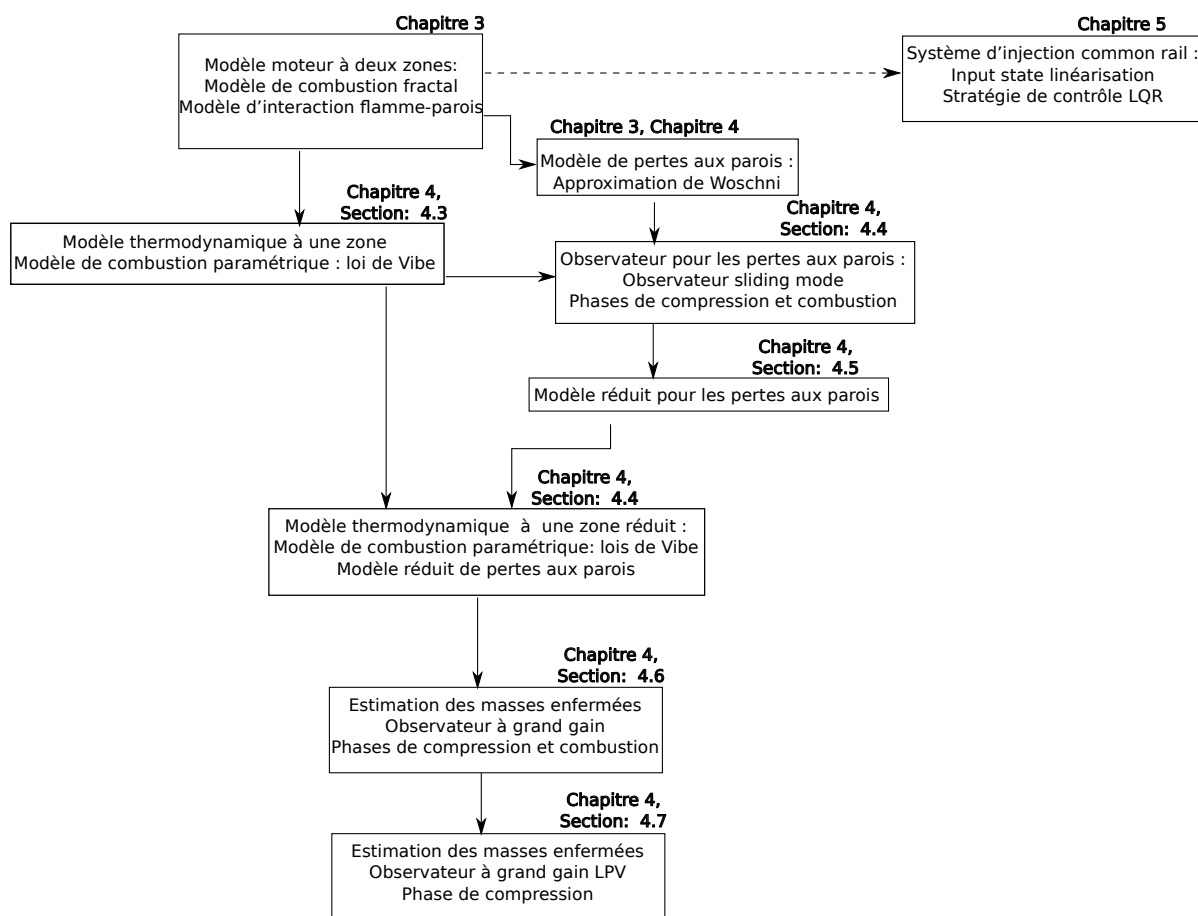 Chapitre 3
Modèle moteur à deux zones:
Modèle de combustion fractal
Modèle d'interaction flamme-parois
Chapitre 5
Système d'injection common rail :
Input state linéarisation
Stratégie de contrôle LQR
Chapitre 3, Chapitre 4
Modèle de pertes aux parois :
Approximation de Woschni
Chapitre 4,
Section: 4.3
Modèle thermodynamique à une zone
Modèle de combustion paramétrique : loi de Vibe
Chapitre 4,
Section: 4.4
Observateur pour les pertes aux parois :
Observateur sliding mode
Phases de compression et combustion
Chapitre 4,
Section: 4.5
Modèle réduit pour les pertes aux parois
Chapitre 4,
Section: 4.4
Modèle thermodynamique à une zone réduit :
Modèle de combustion paramétrique: lois de Vibe
Modèle réduit de pertes aux parois
Chapitre 4,
Section: 4.6
Estimation des masses enfermées
Observateur à grand gain
Phases de compression et combustion
Chapitre 4,
Section: 4.7
Estimation des masses enfermées
Observateur à grand gain LPV
Phase de compression